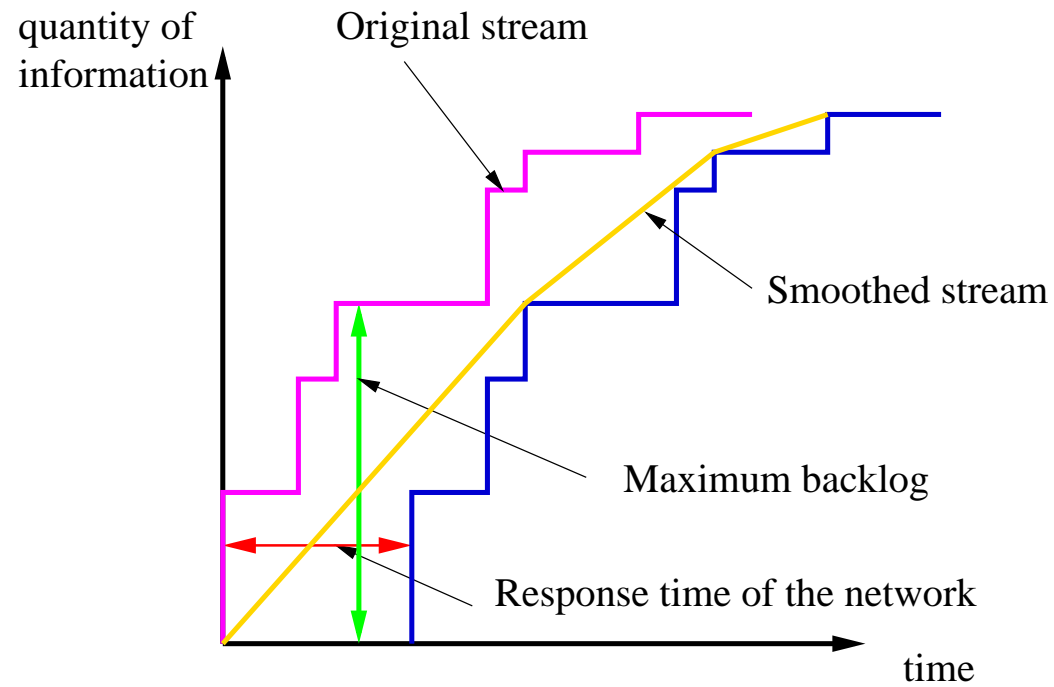 quantity of
information
Original stream
Smoothed stream
Maximum backlog
Response time of the network
time